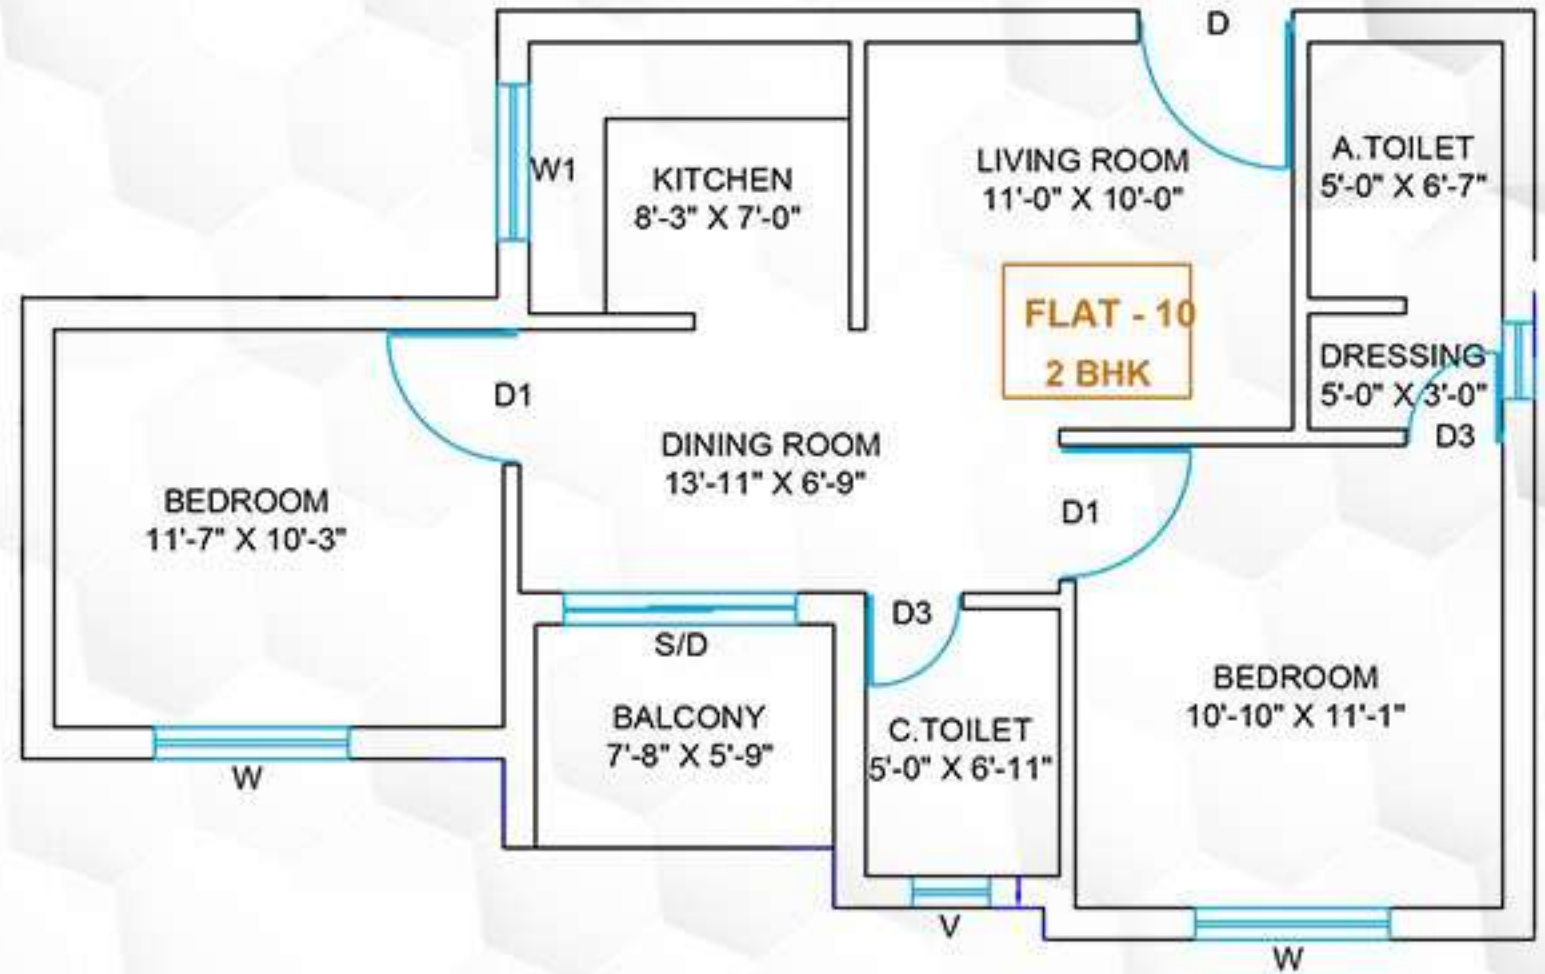 D
W1
KITCHEN
8'-3" X 7'-0"
LIVING ROOM
11'-0" X 10'-0"
A.TOILET
5'-0" X 6'-7"
FLAT - 10
2 BHK
DRESSING
5'-0" X 3'-0"
D3
D1
DINING ROOM
13'-11" X 6'-9"
BEDROOM
11'-7" X 10'-3"
D1
D3
S/D
BALCONY
7'-8" X 5'-9"
C.TOILET
5'-0" X 6'-11"
BEDROOM
10'-10" X 11'-1"
W
V
W